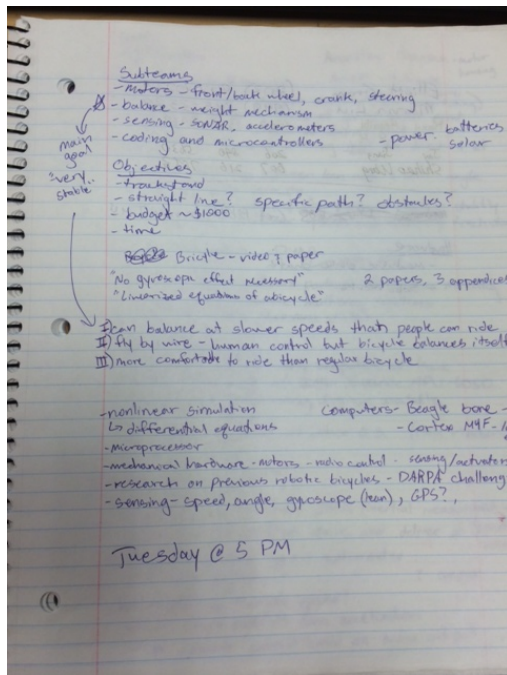 Subteams
- Motors - front/back wheel, crank, steering
- balance - weight mechanism
- sensing - SONAR, accelerometers
- coding and microcontrollers
- power: batteries
solar
main
goal
"very
stable"
Objectives
- trackstand
- straight line? specific path? obstacles?
- budget ~$1000
- time
Bricycle - video & paper
"No gyroscopic effect necessary" 2 papers, 3 appendices
"Linearized equations of a bicycle"
I) can balance at slower speeds than people can ride
II) fly by wire - human control but bicycle balances itself
III) more comfortable to ride than regular bicycle
- nonlinear simulation Computers - Beagle bone -
↳ differential equations - Cortex M4F -
- microprocessor
- mechanical hardware - motors - radio control - sensing/actuators
- research on previous robotic bicycles - DARPA challeng
- sensing - speed, angle, gyroscope (lean), GPS?,
Tuesday @ 5 PM